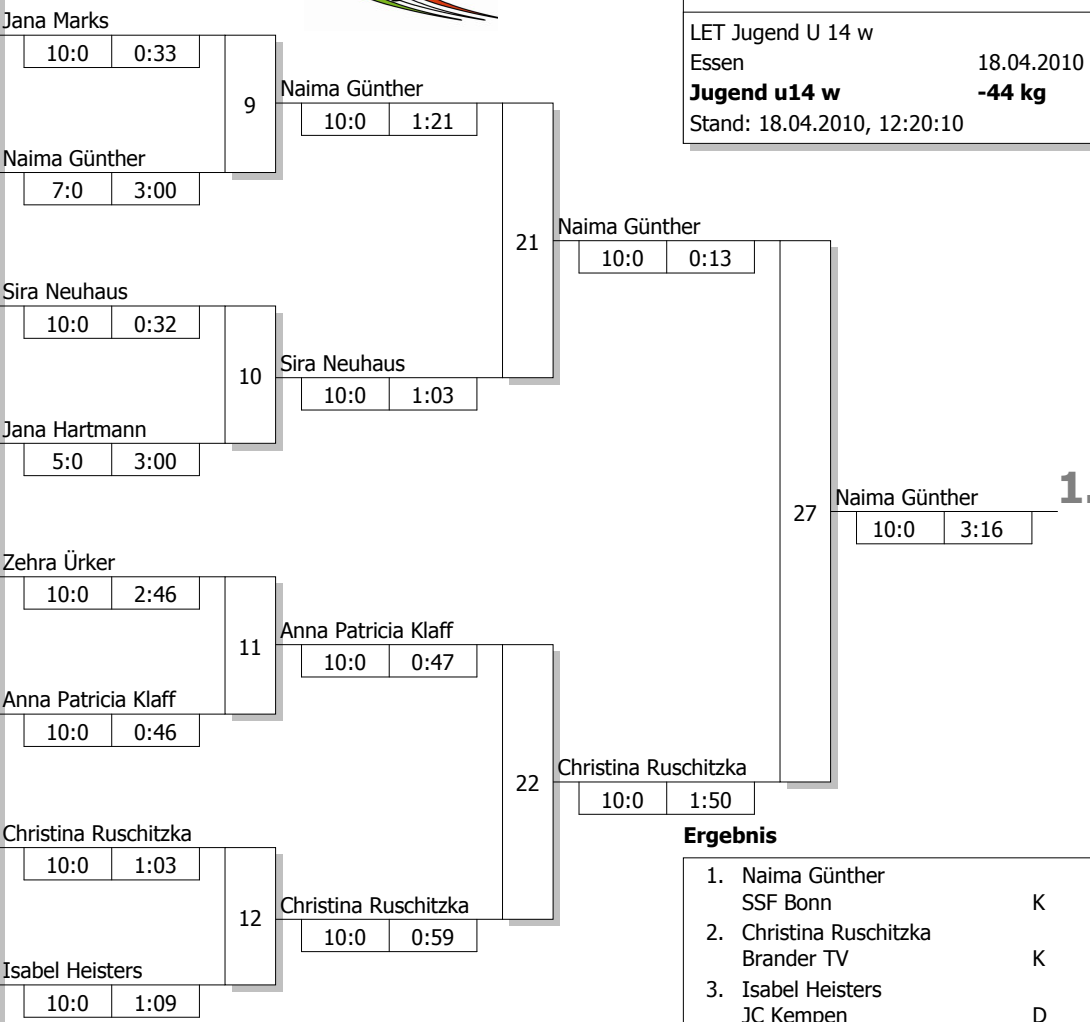 LET Jugend U 14 w
Essen 18.04.2010
Jugend u14 w -44 kg
Stand: 18.04.2010, 12:20:10
Jana Marks
10:0 0:33
9
Naima Günther
10:0 1:21
Naima Günther
7:0 3:00
21
Naima Günther
10:0 0:13
Sira Neuhaus
10:0 0:32
10
Sira Neuhaus
10:0 1:03
Jana Hartmann
5:0 3:00
27
Naima Günther
10:0 3:16
1.
Zehra Ürker
10:0 2:46
11
Anna Patricia Klaff
10:0 0:47
Anna Patricia Klaff
10:0 0:46
22
Christina Ruschitzka
10:0 1:50
Christina Ruschitzka
10:0 1:03
12
Christina Ruschitzka
10:0 0:59
Isabel Heisters
10:0 1:09
Ergebnis
1. Naima Günther
SSF Bonn K
2. Christina Ruschitzka
Brander TV K
3. Isabel Heisters
JC Kempen D